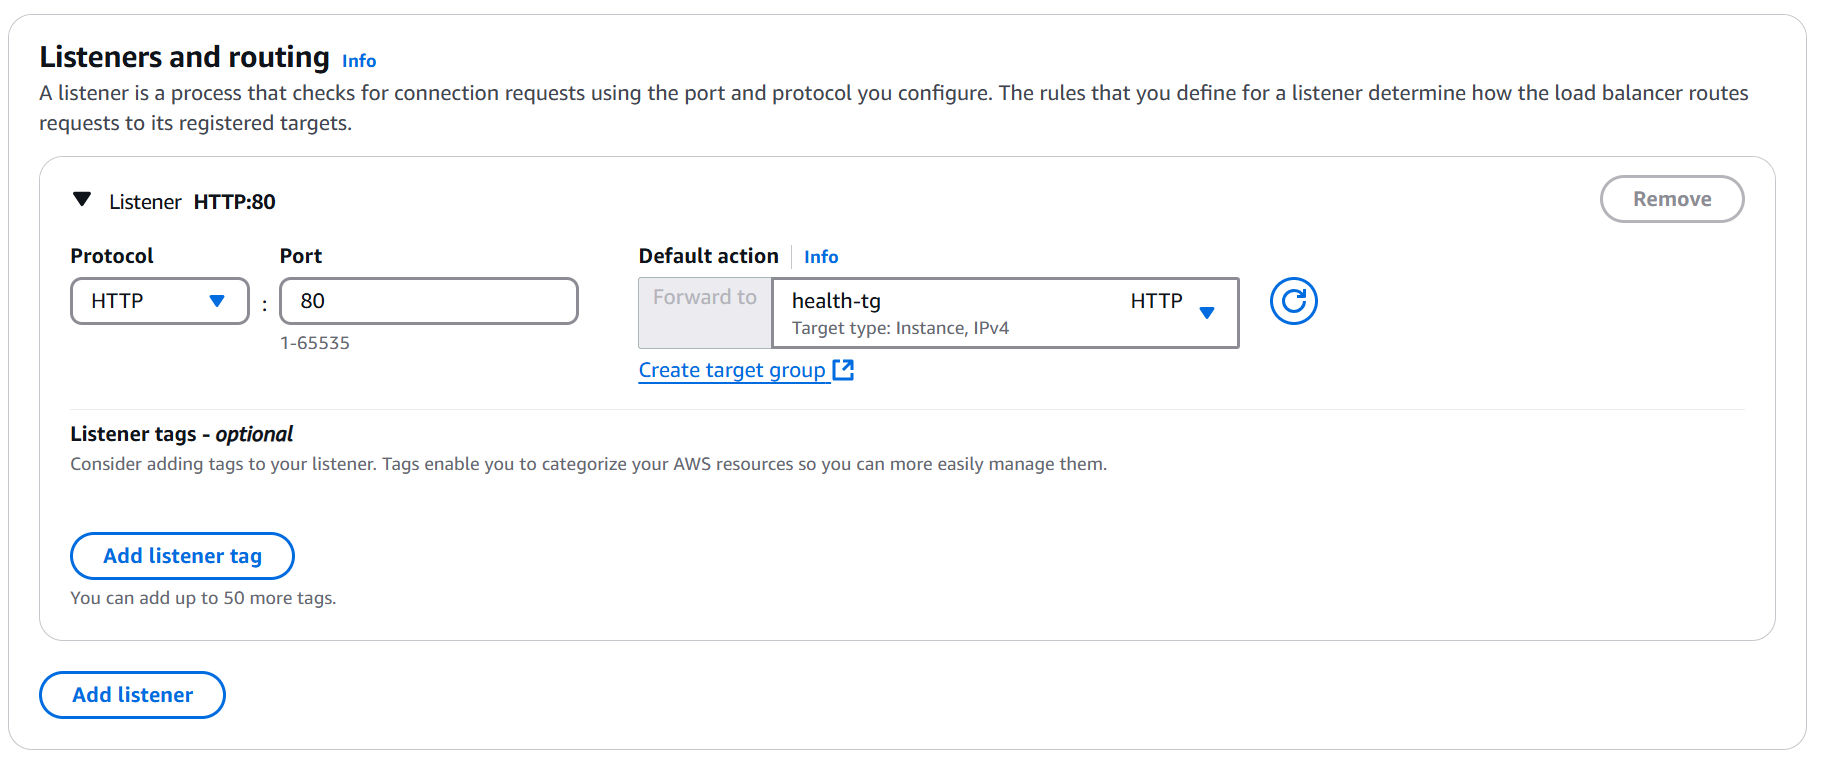 Listeners and routing Info
A listener is a process that checks for connection requests using the port and protocol you configure. The rules that you define for a listener determine how the load balancer routes
requests to its registered targets.
Listener HTTP:80
Remove
Protocol
Port
Default action Info
HTTP
:
80
1-65535
Forward to
health-tg
HTTP
Target type: Instance, IPv4
Create target group
Listener tags - optional
Consider adding tags to your listener. Tags enable you to categorize your AWS resources so you can more easily manage them.
Add listener tag
You can add up to 50 more tags.
Add listener